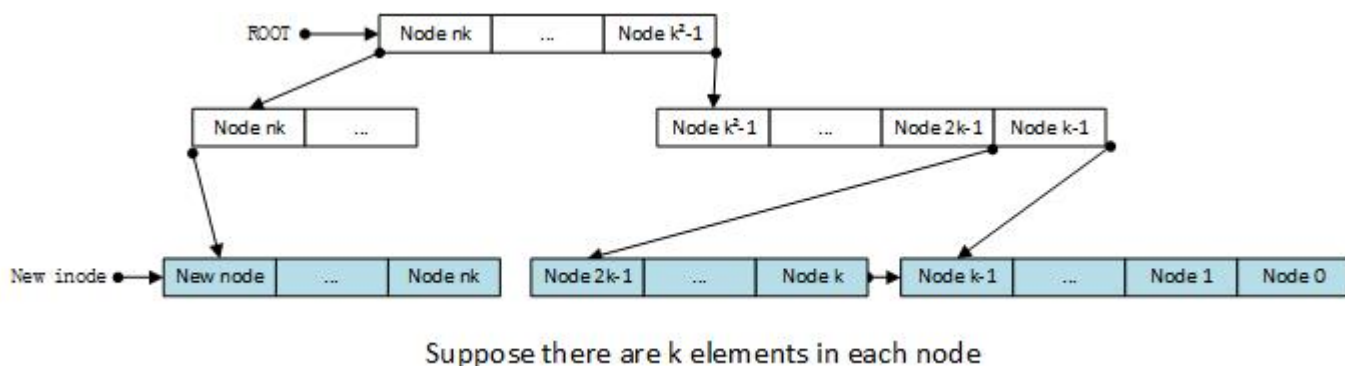 ROOT Node nk ... Node k²-1
Node nk ... Node k²-1 ... Node 2k-1 Node k-1
New inode New node ... Node nk Node 2k-1 ... Node k Node k-1 ... Node 1 Node 0
Suppose there are k elements in each node